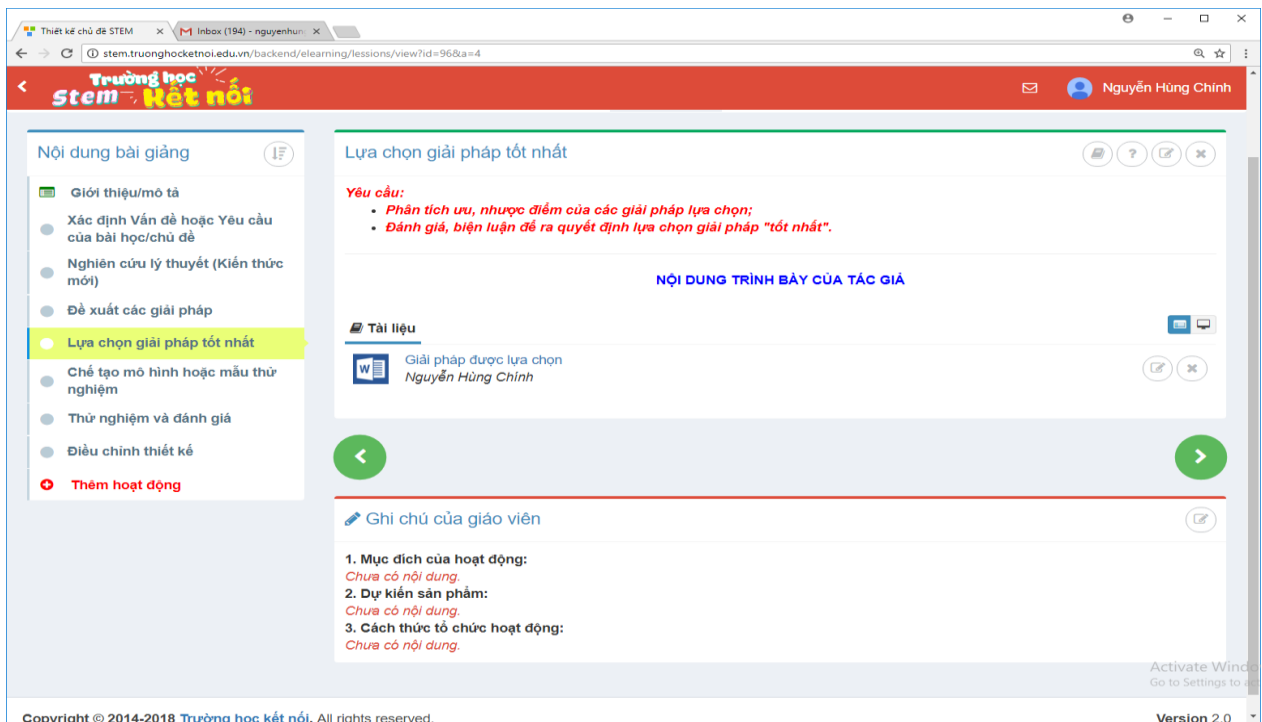 Thiết kế chủ đề STEM
Inbox (194) - nguyenhun
stem.truonghocketnoi.edu.vn/backend/elearning/lessions/view?id=96&a=4
Trường học
Stem Kết nối
Nguyễn Hùng Chính
Nội dung bài giảng
Giới thiệu/mô tả
Xác định Vấn đề hoặc Yêu cầu
của bài học/chủ đề
Nghiên cứu lý thuyết (Kiến thức
mới)
Đề xuất các giải pháp
Lựa chọn giải pháp tốt nhất
Chế tạo mô hình hoặc mẫu thử
nghiệm
Thử nghiệm và đánh giá
Điều chỉnh thiết kế
Thêm hoạt động
Lựa chọn giải pháp tốt nhất
Yêu cầu:
• Phân tích ưu, nhược điểm của các giải pháp lựa chọn;
• Đánh giá, biện luận để ra quyết định lựa chọn giải pháp "tốt nhất".
NỘI DUNG TRÌNH BÀY CỦA TÁC GIẢ
Tài liệu
Giải pháp được lựa chọn
Nguyễn Hùng Chính
Ghi chú của giáo viên
1. Mục đích của hoạt động:
Chưa có nội dung.
2. Dự kiến sản phẩm:
Chưa có nội dung.
3. Cách thức tổ chức hoạt động:
Chưa có nội dung.
Activate Windo
Go to Settings to act
Copyright © 2014-2018 Trường học kết nối. All rights reserved.
Version 2.0